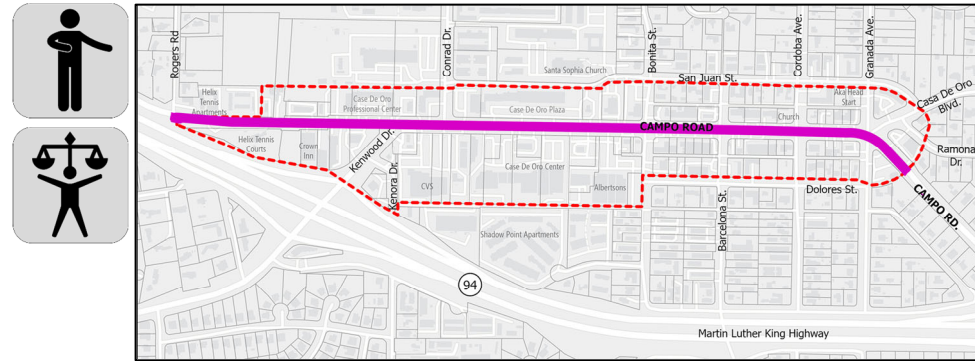 Rogers Rd
Conrad Dr.
Bonita St.
Cordoba Ave.
Granada Ave.
Santa Sophia Church
San Juan St.
Helix
Tennis
Apartments
Case De Oro
Professional Center
Case De Oro Plaza
Aka Head
Start
Casa De Oro
Blvd.
Church
CAMPO ROAD
Helix Tennis
Courts
Crown
Inn
Kenwood Dr.
Ramona
Dr.
Case De Oro Center
CVS
Kenora Dr.
Albertsons
Dolores St.
CAMPO RD.
Barcelona St.
Shadow Point Apartments
94
Martin Luther King Highway